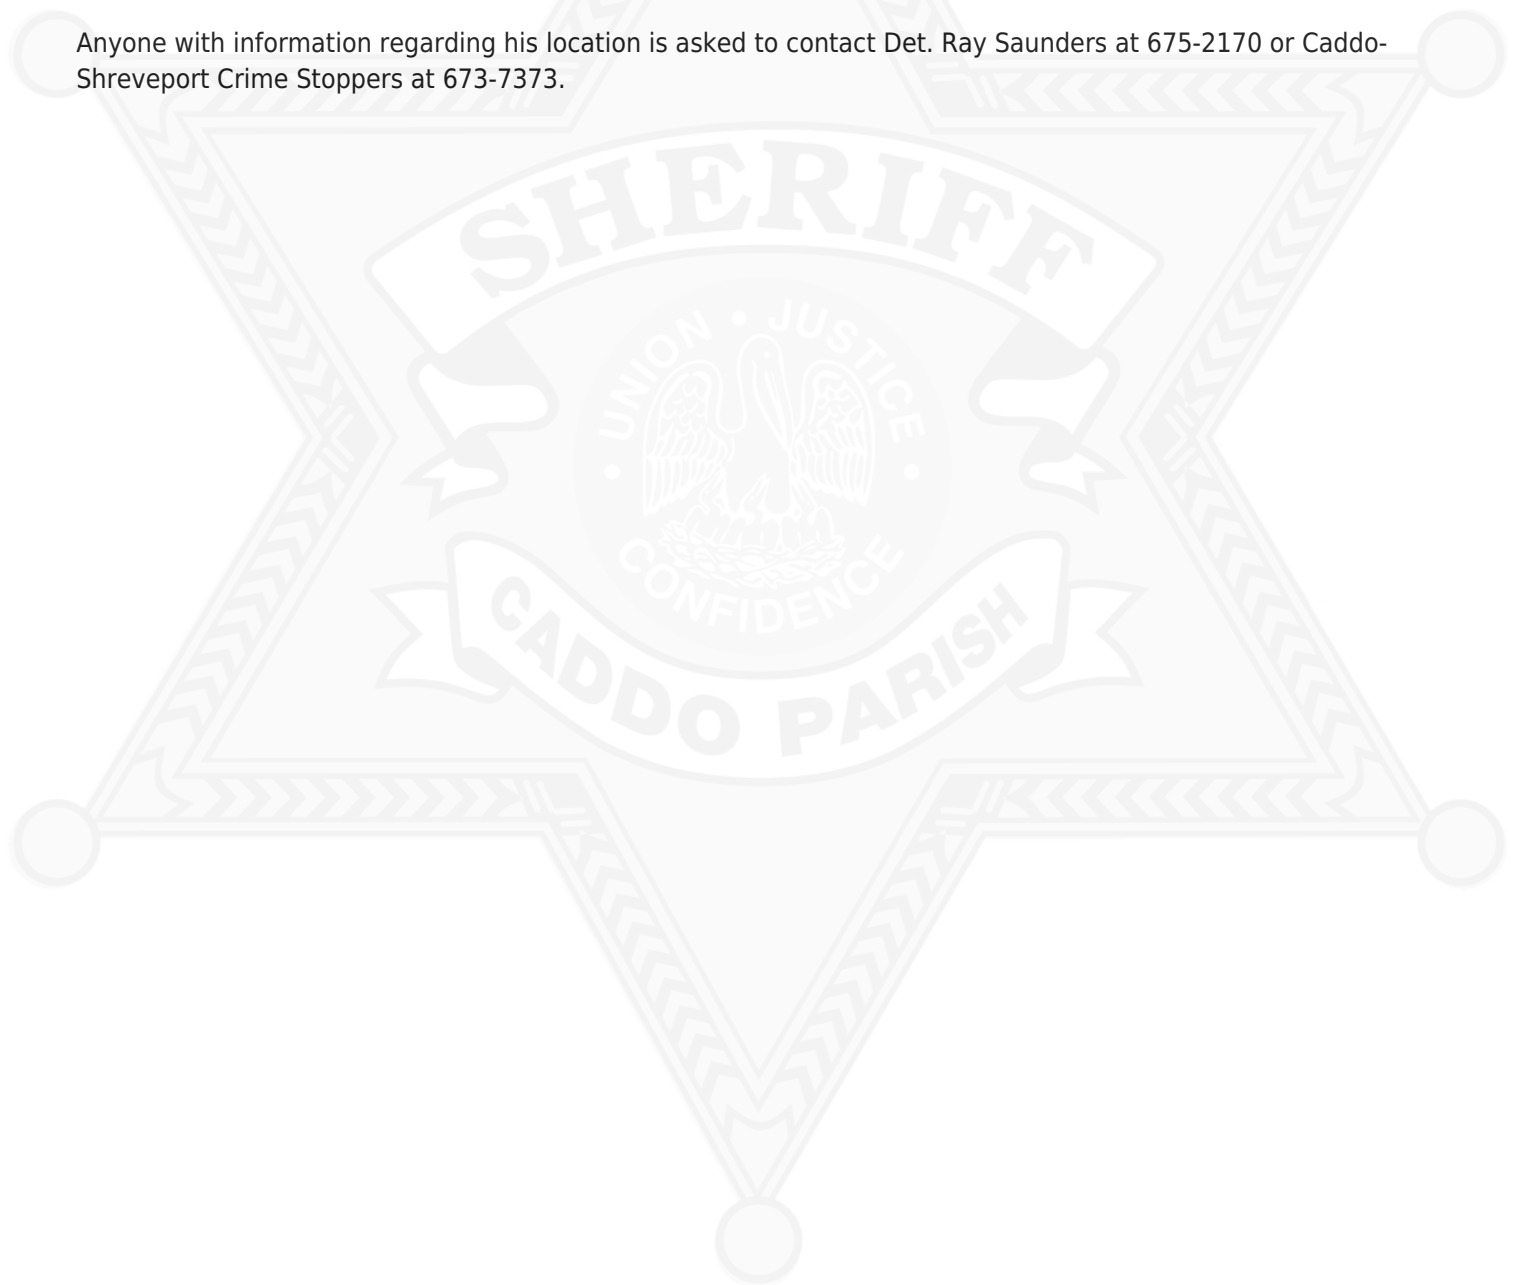 Anyone with information regarding his location is asked to contact Det. Ray Saunders at 675-2170 or Caddo-
Shreveport Crime Stoppers at 673-7373.
SHERIFF
UNION • JUSTICE
• CONFIDENCE •
CADDO PARISH